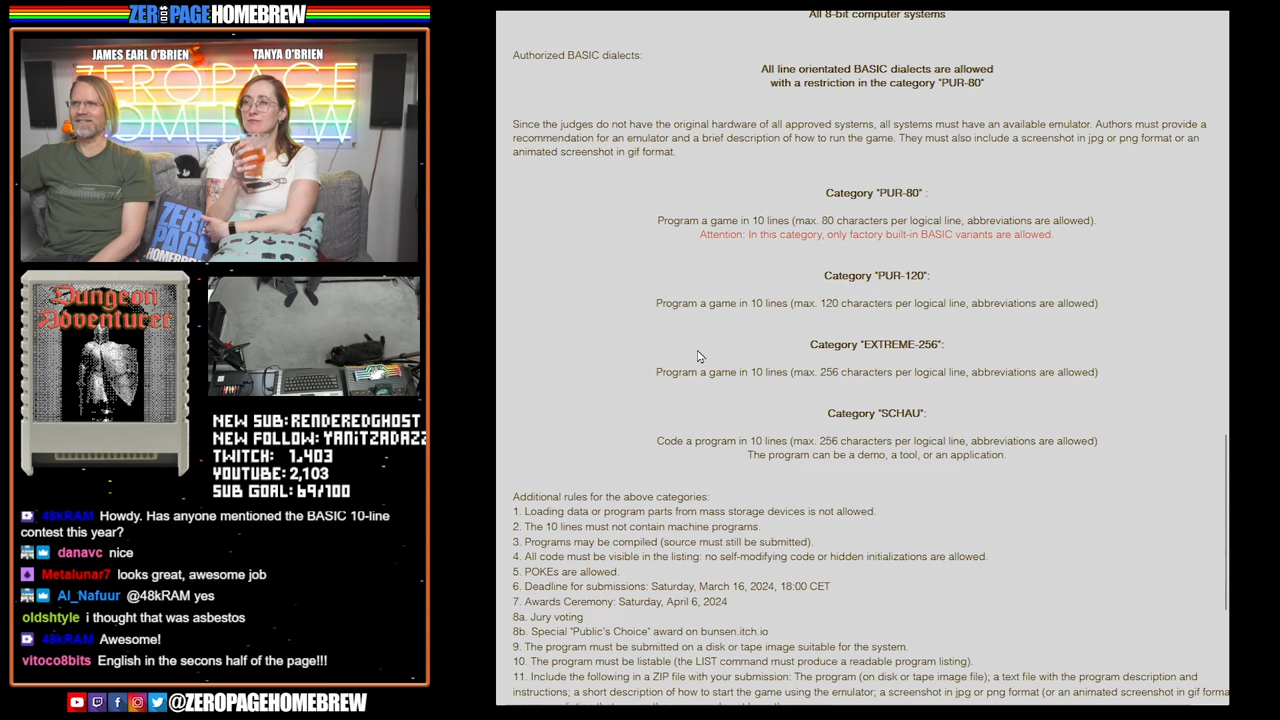 ZEROPAGE HOMEBREW
JAMES EARL O'BRIEN
TANYA O'BRIEN
ZEROPAGE
HOMEBREW
ZERO
PAGE
HOMEBREW
Dungeon
Adventurer
NEW SUB:RENDEREDGHOST
NEW FOLLOW:YANITZADAZZ
TWITCH: 1,403
YOUTUBE: 2,103
SUB GOAL:69/100
48kRAM Howdy. Has anyone mentioned the BASIC 10-line
contest this year?
danavc nice
Metalunar7 looks great, awesome job
Al_Nafuur @48kRAM yes
oldshtyle i thought that was asbestos
48kRAM Awesome!
vitoco8bits English in the secons half of the page!!!
@ZEROPAGEHOMEBREW
All 8-bit computer systems
Authorized BASIC dialects:
All line orientated BASIC dialects are allowed
with a restriction in the category "PUR-80"
Since the judges do not have the original hardware of all approved systems, all systems must have an available emulator. Authors must provide a
recommendation for an emulator and a brief description of how to run the game. They must also include a screenshot in jpg or png format or an
animated screenshot in gif format.
Category "PUR-80" :
Program a game in 10 lines (max. 80 characters per logical line, abbreviations are allowed).
Attention: In this category, only factory built-in BASIC variants are allowed.
Category "PUR-120":
Program a game in 10 lines (max. 120 characters per logical line, abbreviations are allowed)
Category "EXTREME-256":
Program a game in 10 lines (max. 256 characters per logical line, abbreviations are allowed)
Category "SCHAU":
Code a program in 10 lines (max. 256 characters per logical line, abbreviations are allowed)
The program can be a demo, a tool, or an application.
Additional rules for the above categories:
1. Loading data or program parts from mass storage devices is not allowed.
2. The 10 lines must not contain machine programs.
3. Programs may be compiled (source must still be submitted).
4. All code must be visible in the listing: no self-modifying code or hidden initializations are allowed.
5. POKEs are allowed.
6. Deadline for submissions: Saturday, March 16, 2024, 18:00 CET
7. Awards Ceremony: Saturday, April 6, 2024
8a. Jury voting
8b. Special "Public's Choice" award on bunsen.itch.io
9. The program must be submitted on a disk or tape image suitable for the system.
10. The program must be listable (the LIST command must produce a readable program listing).
11. Include the following in a ZIP file with your submission: The program (on disk or tape image file); a text file with the program description and
instructions; a short description of how to start the game using the emulator; a screenshot in jpg or png format (or an animated screenshot in gif forma